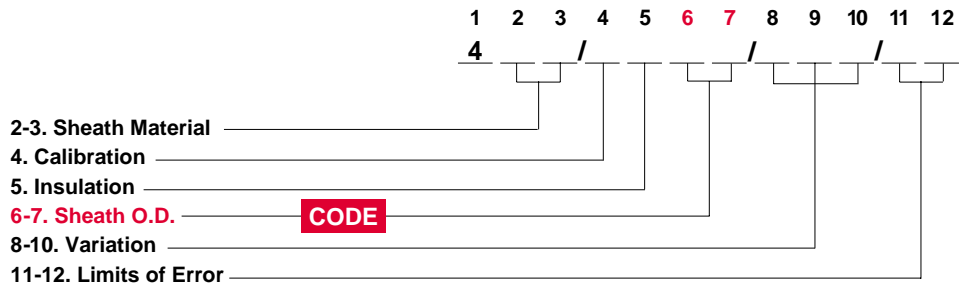 1 2 3 4 5 6 7 8 9 10 11 12
4 / / /
2-3. Sheath Material
4. Calibration
5. Insulation
6-7. Sheath O.D. CODE
8-10. Variation
11-12. Limits of Error